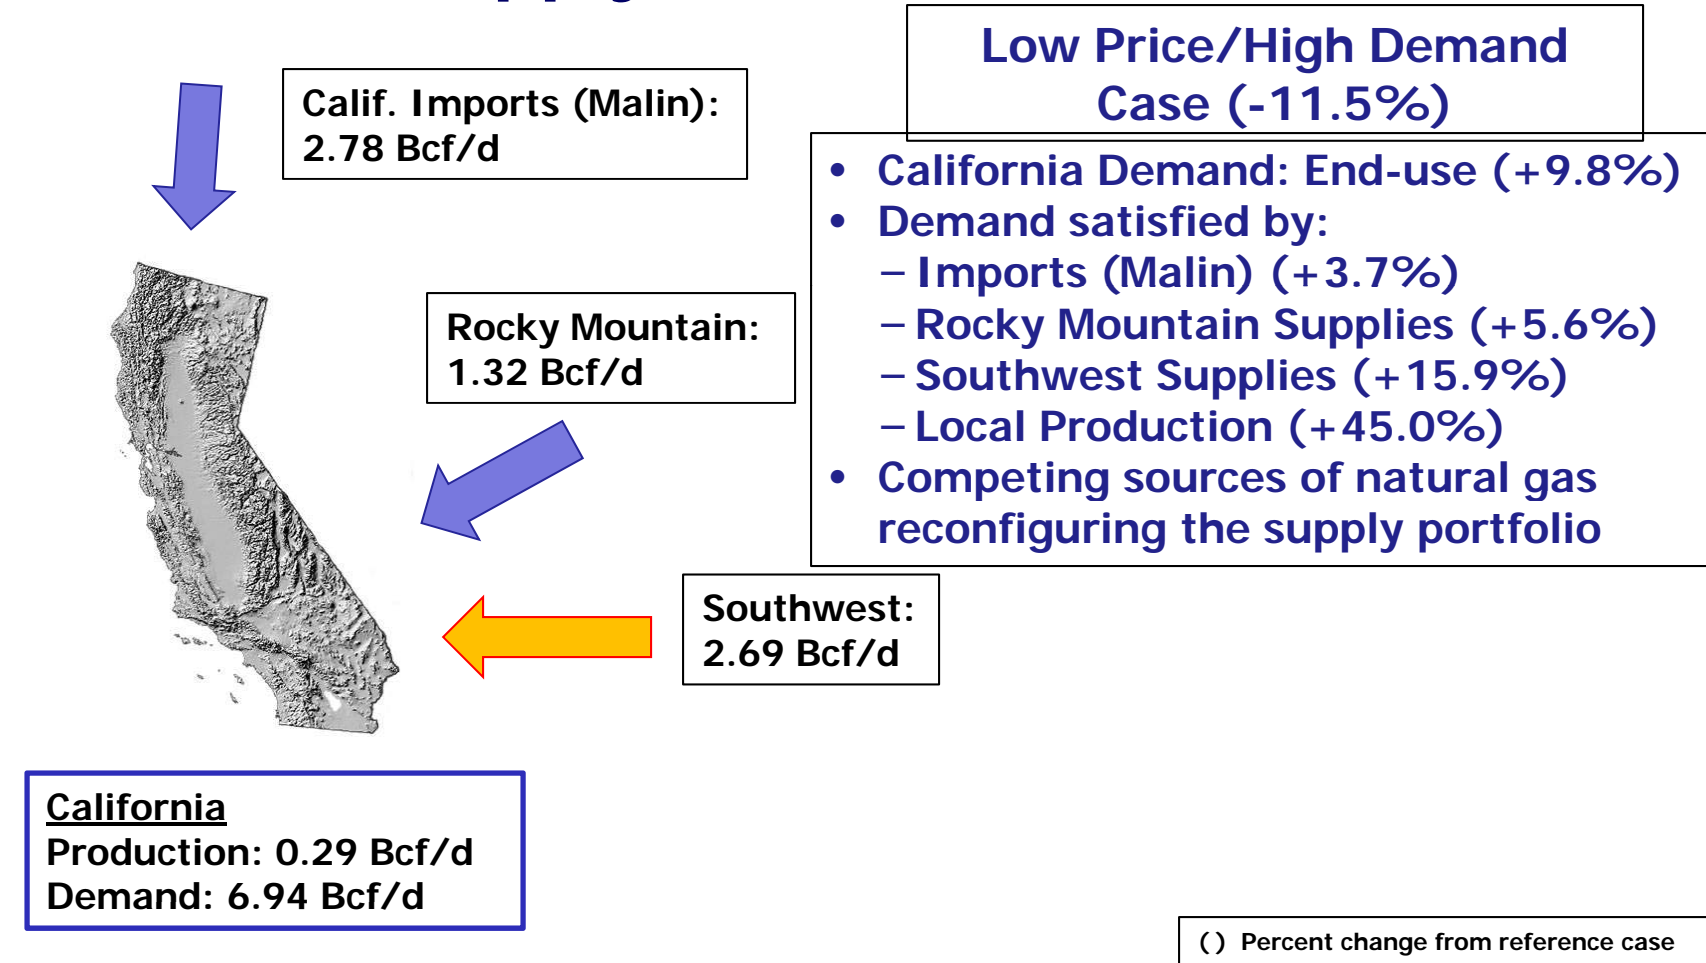 Low Price/High Demand
Case (-11.5%)
Calif. Imports (Malin):
2.78 Bcf/d
• California Demand: End-use (+9.8%)
• Demand satisfied by:
– Imports (Malin) (+3.7%)
– Rocky Mountain Supplies (+5.6%)
– Southwest Supplies (+15.9%)
– Local Production (+45.0%)
• Competing sources of natural gas
reconfiguring the supply portfolio
Rocky Mountain:
1.32 Bcf/d
Southwest:
2.69 Bcf/d
California
Production: 0.29 Bcf/d
Demand: 6.94 Bcf/d
( ) Percent change from reference case